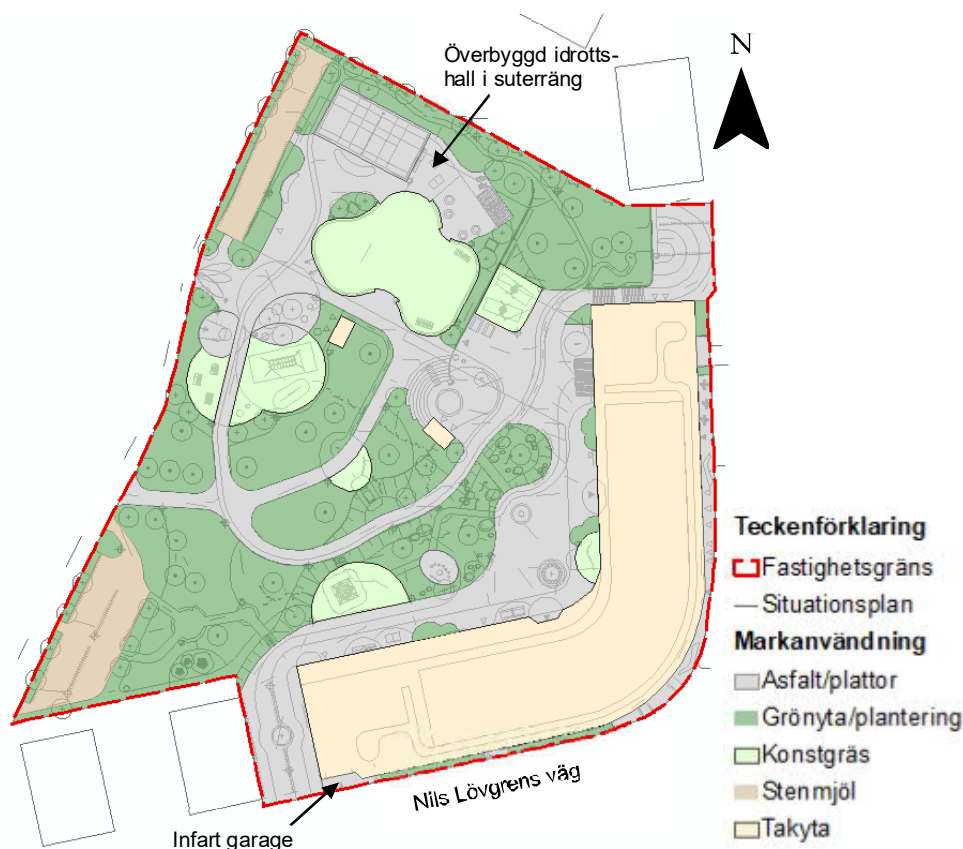 Överbyggd idrotts-
hall i suterräng
N
Teckenförklaring
Fastighetsgräns
Situationsplan
Markanvändning
Asfalt/plattor
Grönyta/plantering
Konstgräs
Stenmjöl
Takyta
Nils Lövgrens väg
Infart garage